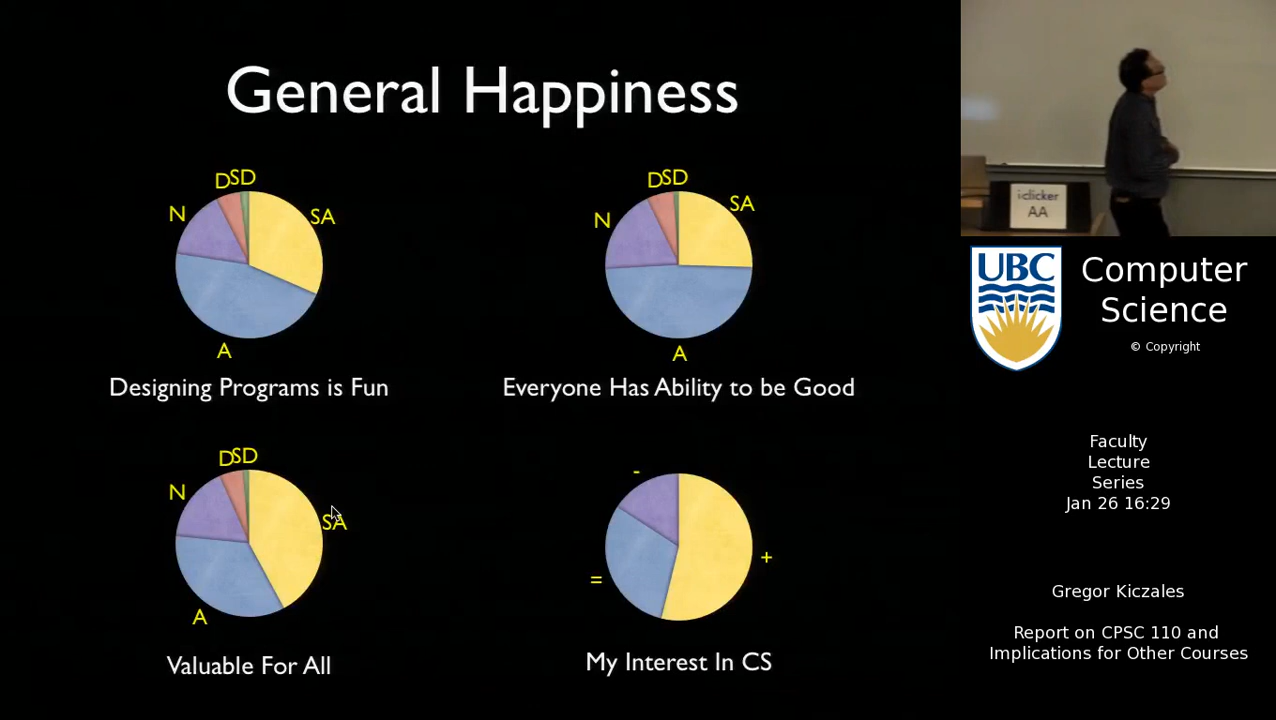 General Happiness
D SD
N
SA
A
Designing Programs is Fun
D SD
N
SA
A
Everyone Has Ability to be Good
D SD
N
SA
A
Valuable For All
-
+
=
My Interest In CS
iclicker
AA
UBC
Computer
Science
© Copyright
Faculty
Lecture
Series
Jan 26 16:29
Gregor Kiczales
Report on CPSC 110 and
Implications for Other Courses